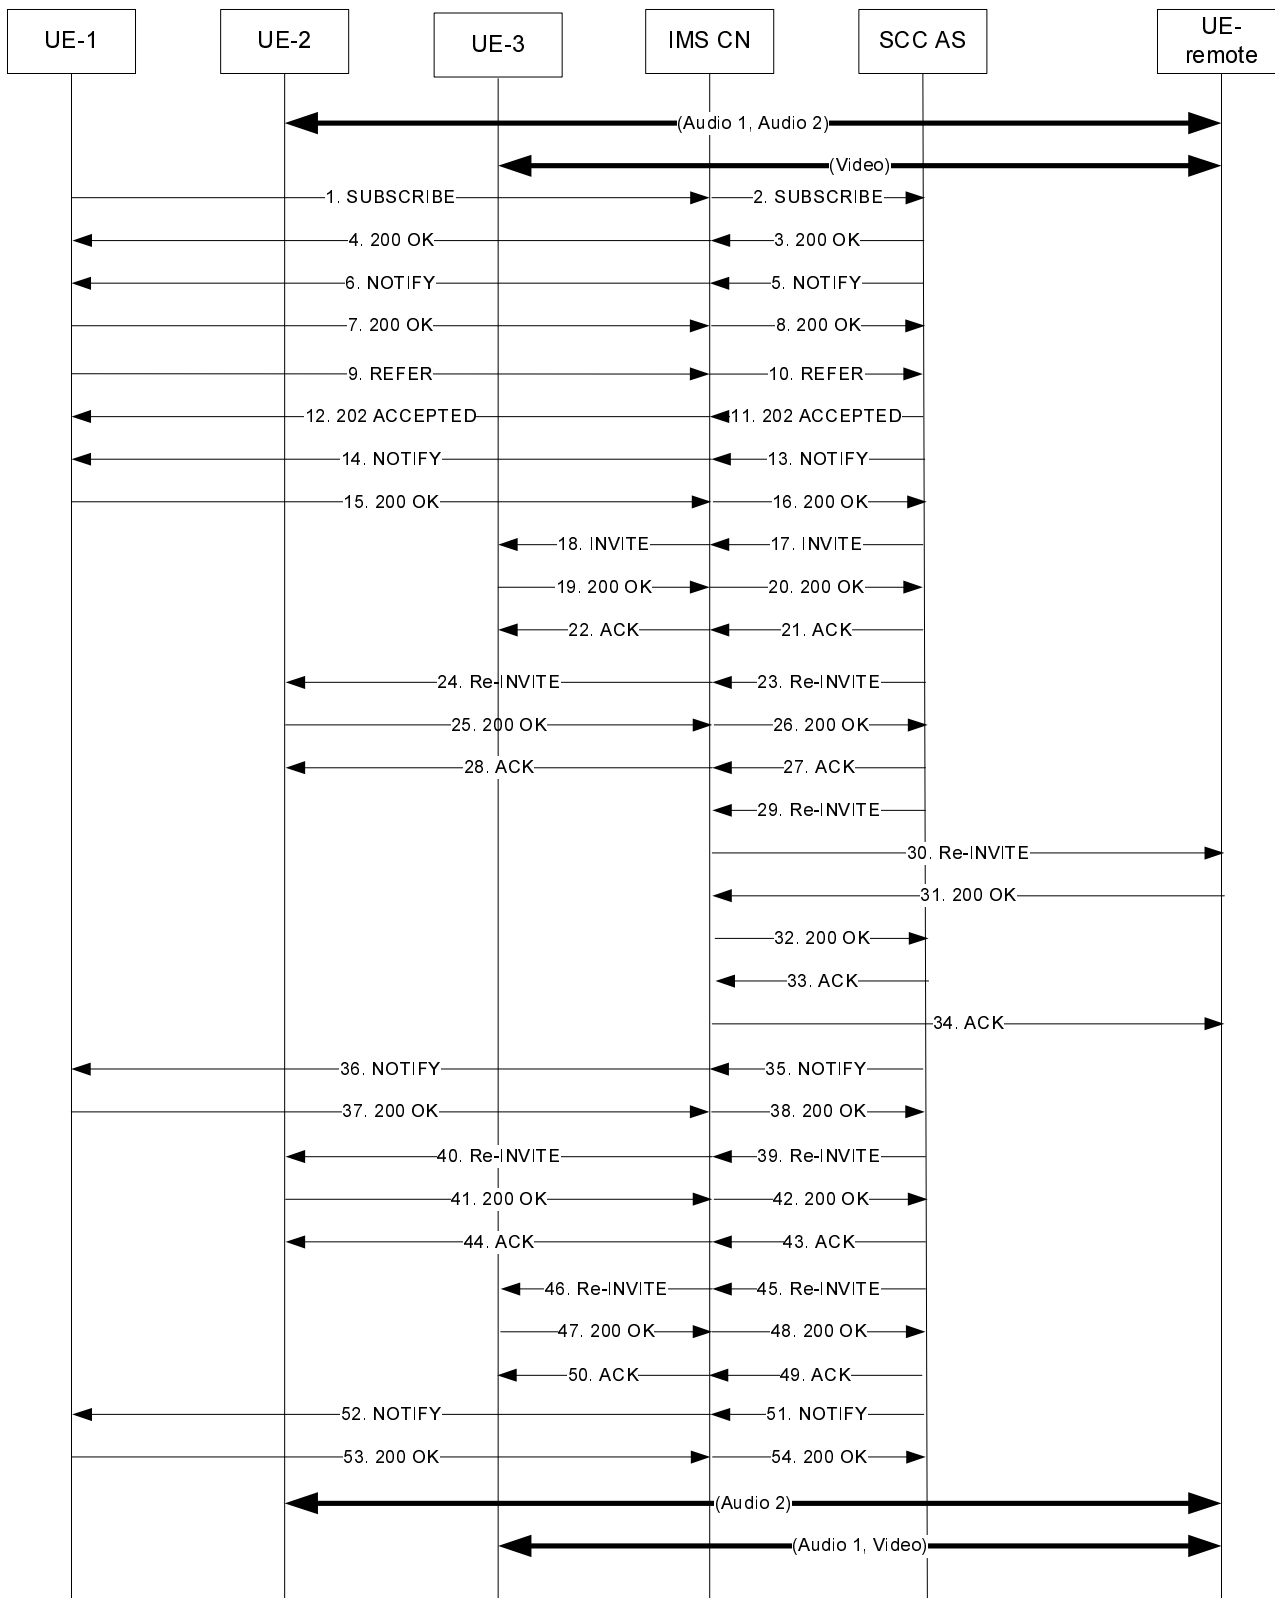 UE-1
UE-2
UE-3
IMS CN
SCC AS
UE-
remote
(Audio 1, Audio 2)
(Video)
1. SUBSCRIBE
2. SUBSCRIBE
4. 200 OK
3. 200 OK
6. NOTIFY
5. NOTIFY
7. 200 OK
8. 200 OK
9. REFER
10. REFER
12. 202 ACCEPTED
11. 202 ACCEPTED
14. NOTIFY
13. NOTIFY
15. 200 OK
16. 200 OK
18. INVITE
17. INVITE
19. 200 OK
20. 200 OK
22. ACK
21. ACK
24. Re-INVITE
23. Re-INVITE
25. 200 OK
26. 200 OK
28. ACK
27. ACK
29. Re-INVITE
30. Re-INVITE
31. 200 OK
32. 200 OK
33. ACK
34. ACK
36. NOTIFY
35. NOTIFY
37. 200 OK
38. 200 OK
40. Re-INVITE
39. Re-INVITE
41. 200 OK
42. 200 OK
44. ACK
43. ACK
46. Re-INVITE
45. Re-INVITE
47. 200 OK
48. 200 OK
50. ACK
49. ACK
52. NOTIFY
51. NOTIFY
53. 200 OK
54. 200 OK
(Audio 2)
(Audio 1, Video)